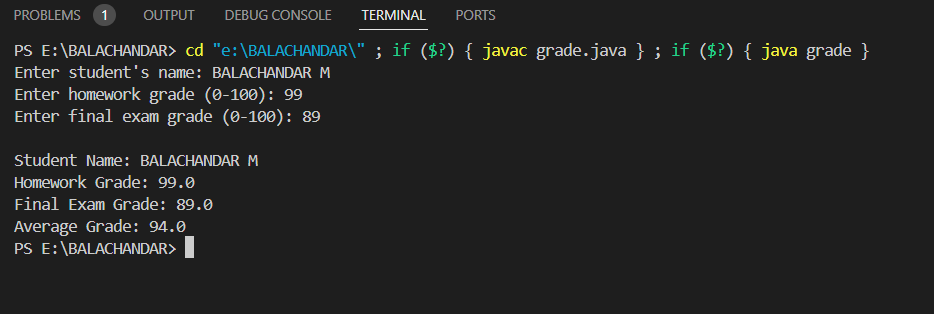 PROBLEMS 1 OUTPUT DEBUG CONSOLE TERMINAL PORTS
PS E:\BALACHANDAR> cd "e:\BALACHANDAR\" ; if ($?) { javac grade.java } ; if ($?) { java grade }
Enter student's name: BALACHANDAR M
Enter homework grade (0-100): 99
Enter final exam grade (0-100): 89
Student Name: BALACHANDAR M
Homework Grade: 99.0
Final Exam Grade: 89.0
Average Grade: 94.0
PS E:\BALACHANDAR>